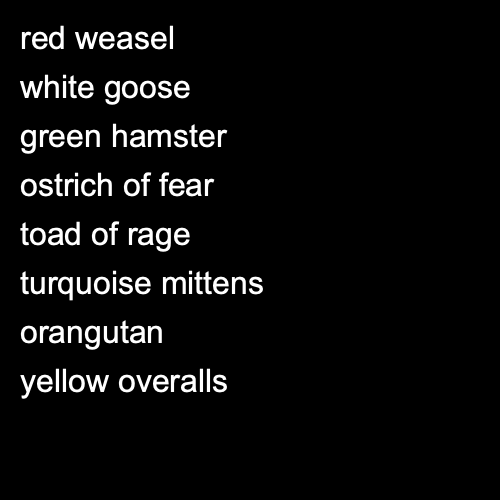 red weasel
white goose
green hamster
ostrich of fear
toad of rage
turquoise mittens
orangutan
yellow overalls